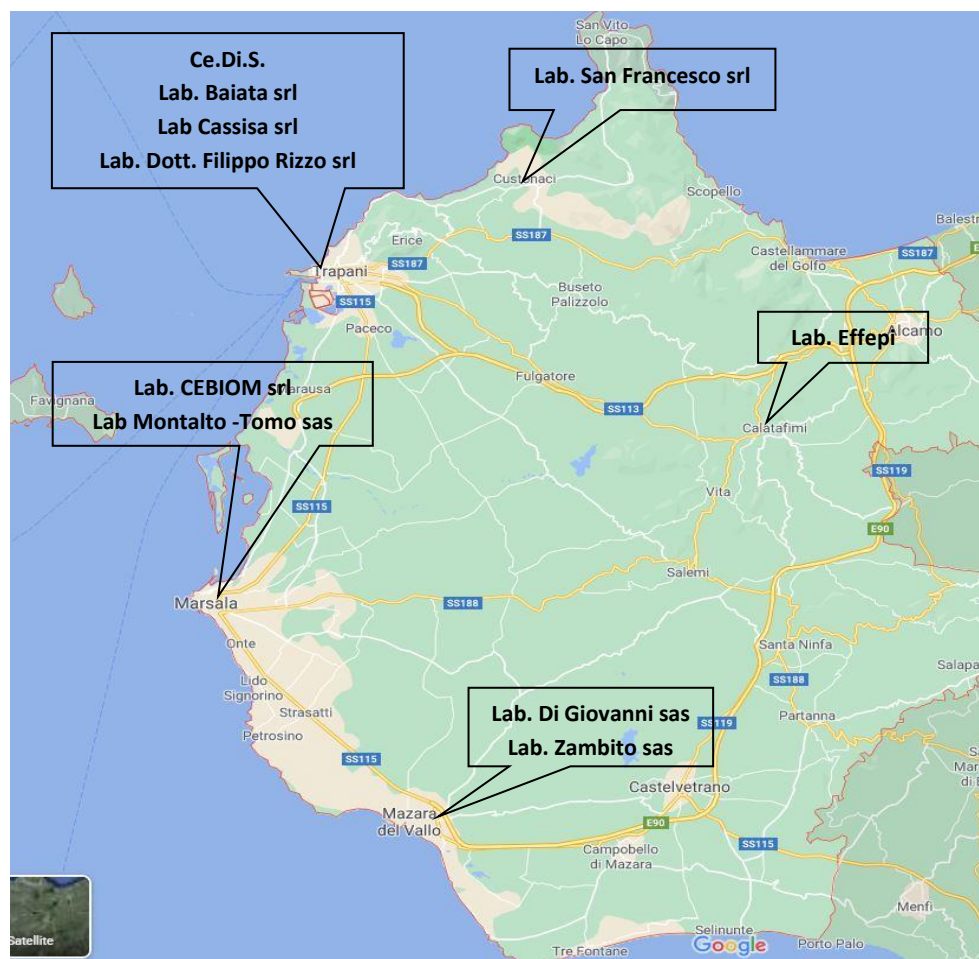 San Vito
Lo Capo
Ce.Di.S.
Lab. Baiata srl
Lab Cassisa srl
Lab. Dott. Filippo Rizzo srl
Lab. San Francesco srl
Custonaci
Scopello
Balestr
Erice
SS187
SS187
Castellammare
del Golfo
SS187
E9
Trapani
SS187
SS115
Buseto
Palizzolo
Paceco
Alcamo
Lab. Effepi
Fulgatore
Marausa
Favignana
Lab. CEBIOM srl
Lab Montalto -Tomo sas
SS113
Calatafimi
SS119
Vita
SS115
E90
Salemi
Marsala
SS188
Onte
Santa Ninfa
Lido
Signorino
SS188
Salapa
Strasatti
Partanna
Petrosino
Lab. Di Giovanni sas
Lab. Zambito sas
SS119
SS115
Castelvetrano
Mazara
del Vallo
E90
Campobello
di Mazara
SS115
Menfi
Satellite
Selinunte
Google
Tre Fontane
Porto Palo